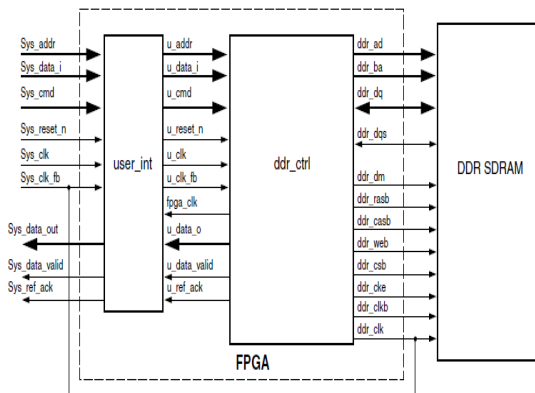 Sys_addr
Sys_data_i
Sys_cmd
Sys_reset_n
Sys_clk
Sys_clk_fb
Sys_data_out
Sys_data_valid
Sys_ref_ack
user_int
u_addr
u_data_i
u_cmd
u_reset_n
u_clk
u_clk_fb
fpga_clk
u_data_o
u_data_valid
u_ref_ack
ddr_ctrl
FPGA
ddr_ad
ddr_ba
ddr_dq
ddr_dqs
ddr_dm
ddr_rasb
ddr_casb
ddr_web
ddr_csb
ddr_cke
ddr_clkb
ddr_clk
DDR SDRAM